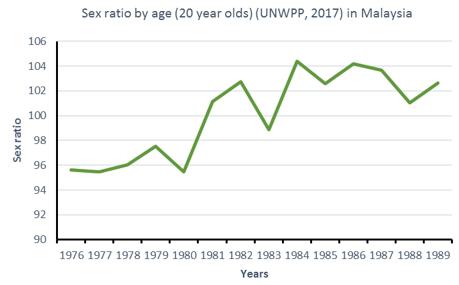 Sex ratio by age (20 year olds) (UNWPP, 2017) in Malaysia
106
104
102
100
98
96
94
92
90
Sex ratio
1976 1977 1978 1979 1980 1981 1982 1983 1984 1985 1986 1987 1988 1989
Years